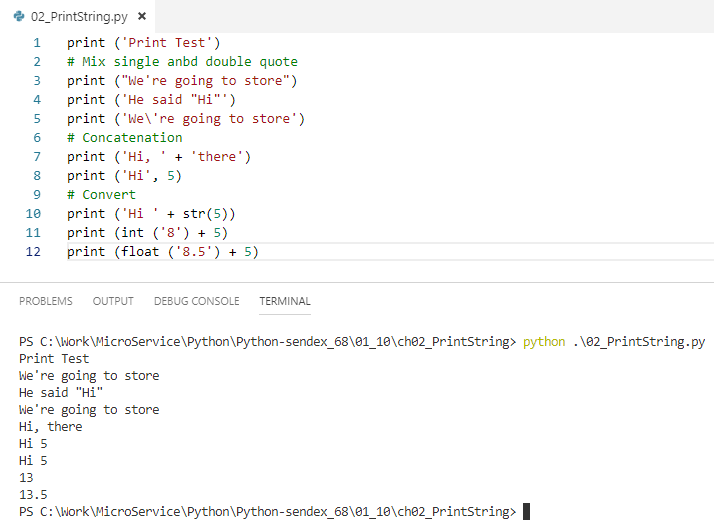 02_PrintString.py ×
1 print ('Print Test')
2 # Mix single anbd double quote
3 print ("We're going to store")
4 print ('He said "Hi"')
5 print ('We\'re going to store')
6 # Concatenation
7 print ('Hi, ' + 'there')
8 print ('Hi', 5)
9 # Convert
10 print ('Hi ' + str(5))
11 print (int ('8') + 5)
12 print (float ('8.5') + 5)
PROBLEMS OUTPUT DEBUG CONSOLE TERMINAL
PS C:\Work\MicroService\Python\Python-sendex_68\01_10\ch02_PrintString> python .\02_PrintString.py
Print Test
We're going to store
He said "Hi"
We're going to store
Hi, there
Hi 5
Hi 5
13
13.5
PS C:\Work\MicroService\Python\Python-sendex_68\01_10\ch02_PrintString>